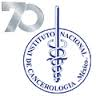 70
INSTITUTO NACIONAL
DE CANCEROLOGIA -México-